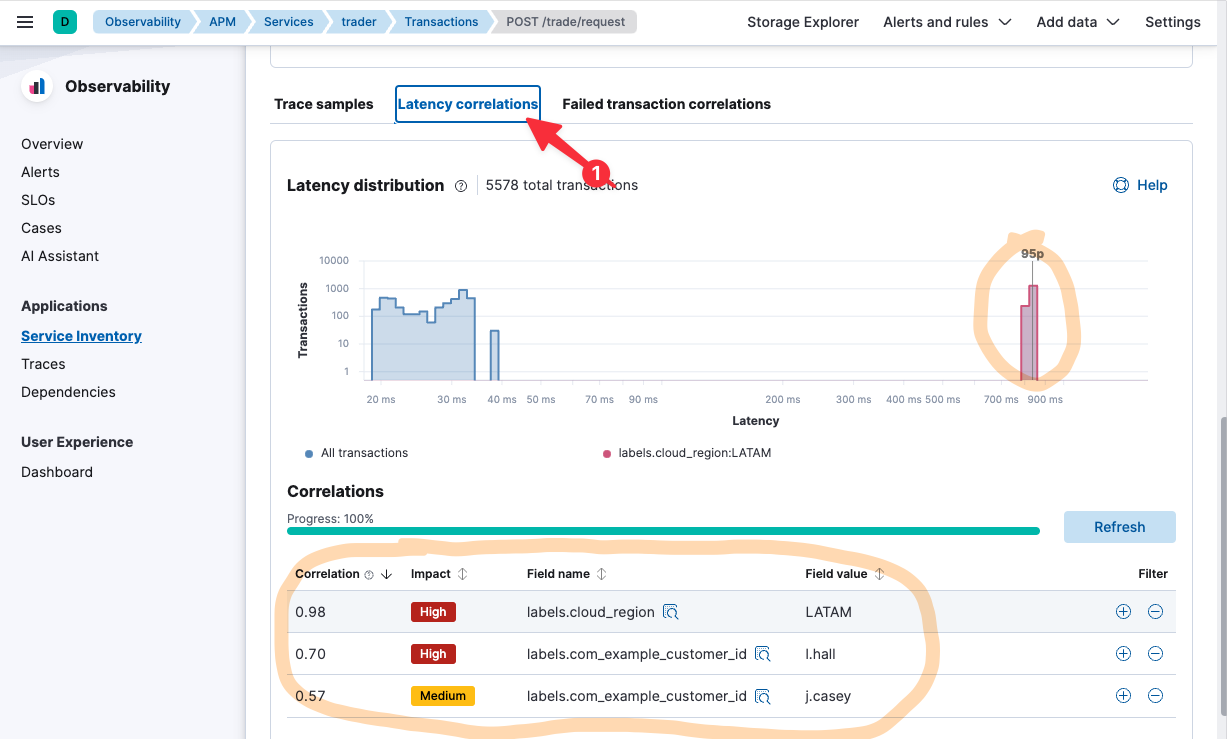 D Observability APM Services trader Transactions POST /trade/request Storage Explorer Alerts and rules Add data Settings
Observability
Overview
Alerts
SLOs
Cases
AI Assistant
Applications
Service Inventory
Traces
Dependencies
User Experience
Dashboard
Trace samples Latency correlations Failed transaction correlations
1
Latency distribution ? 5578 total transactions Help
95p
Transactions
10000
1000
100
10
1
20 ms 30 ms 40 ms 50 ms 70 ms 90 ms 200 ms 300 ms 400 ms 500 ms 700 ms 900 ms
Latency
All transactions labels.cloud_region:LATAM
Correlations
Progress: 100%
Refresh
Correlation Impact Field name Field value Filter
0.98 High labels.cloud_region LATAM
0.70 High labels.com_example_customer_id l.hall
0.57 Medium labels.com_example_customer_id j.casey